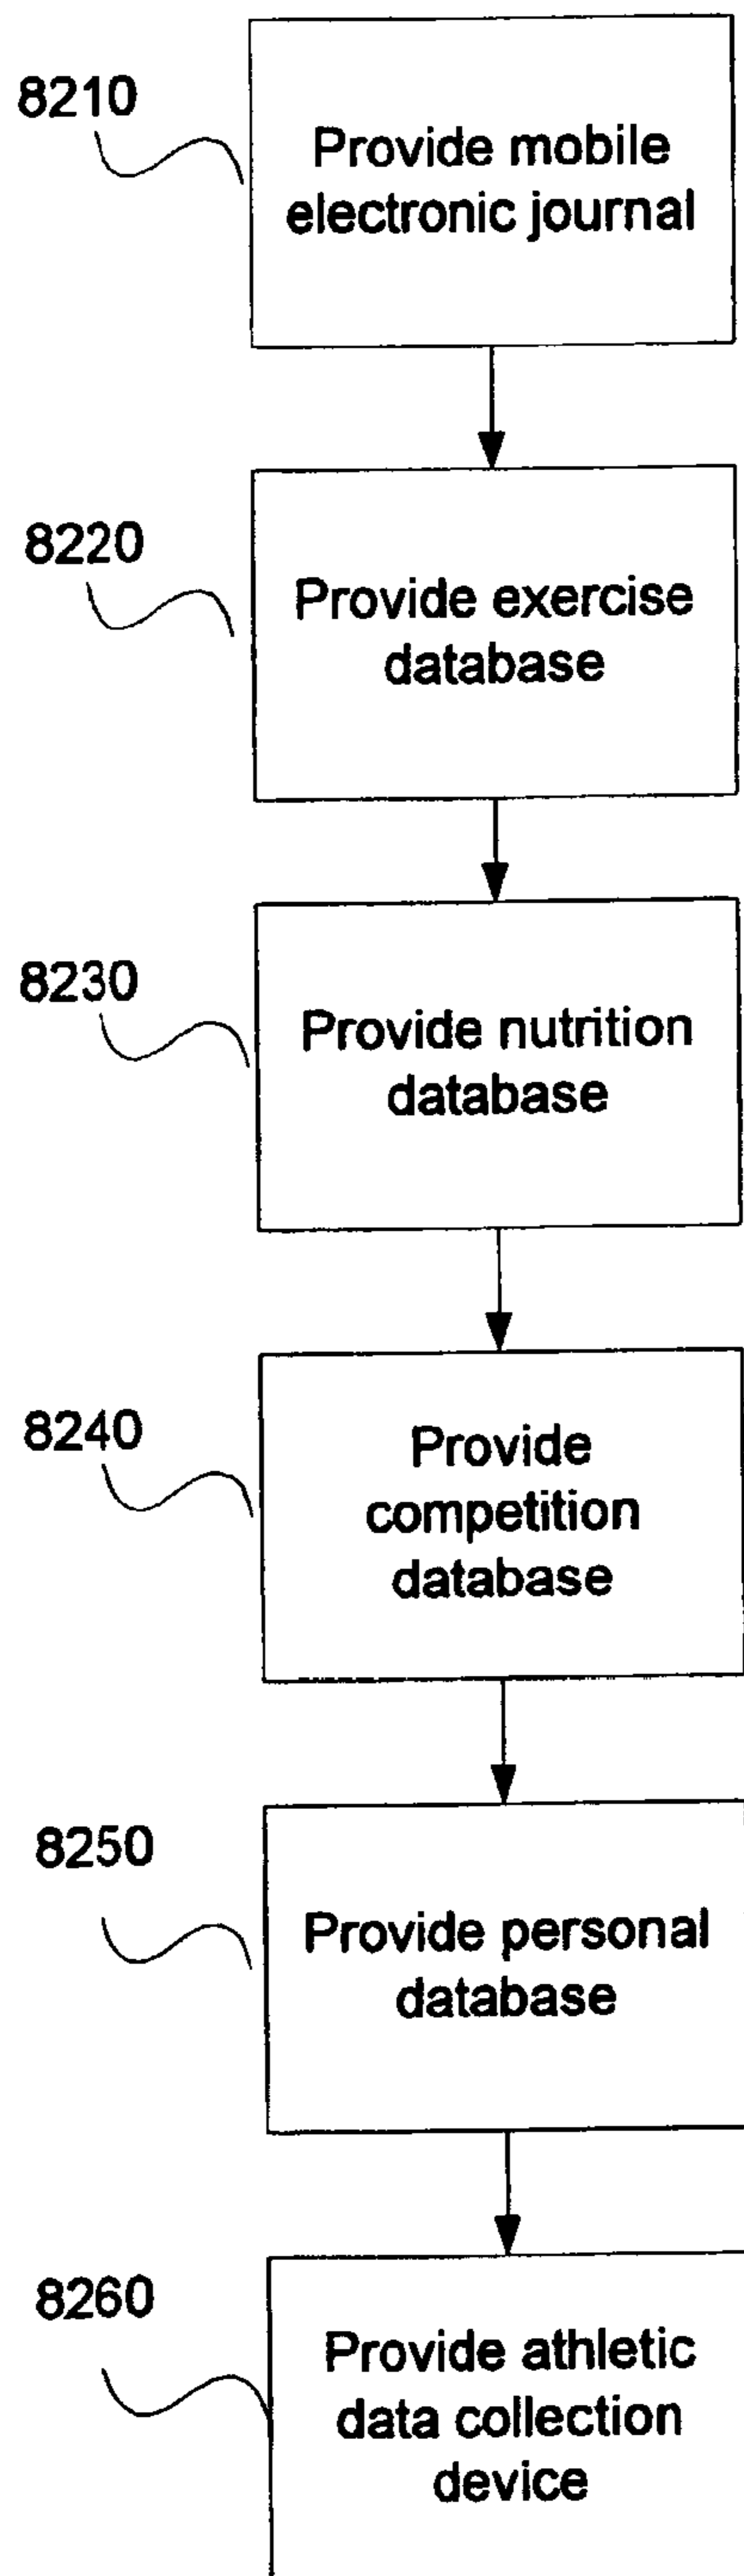 8210
Provide mobile
electronic journal
8220
Provide exercise
database
8230
Provide nutrition
database
8240
Provide
competition
database
8250
Provide personal
database
8260
Provide athletic
data collection
device